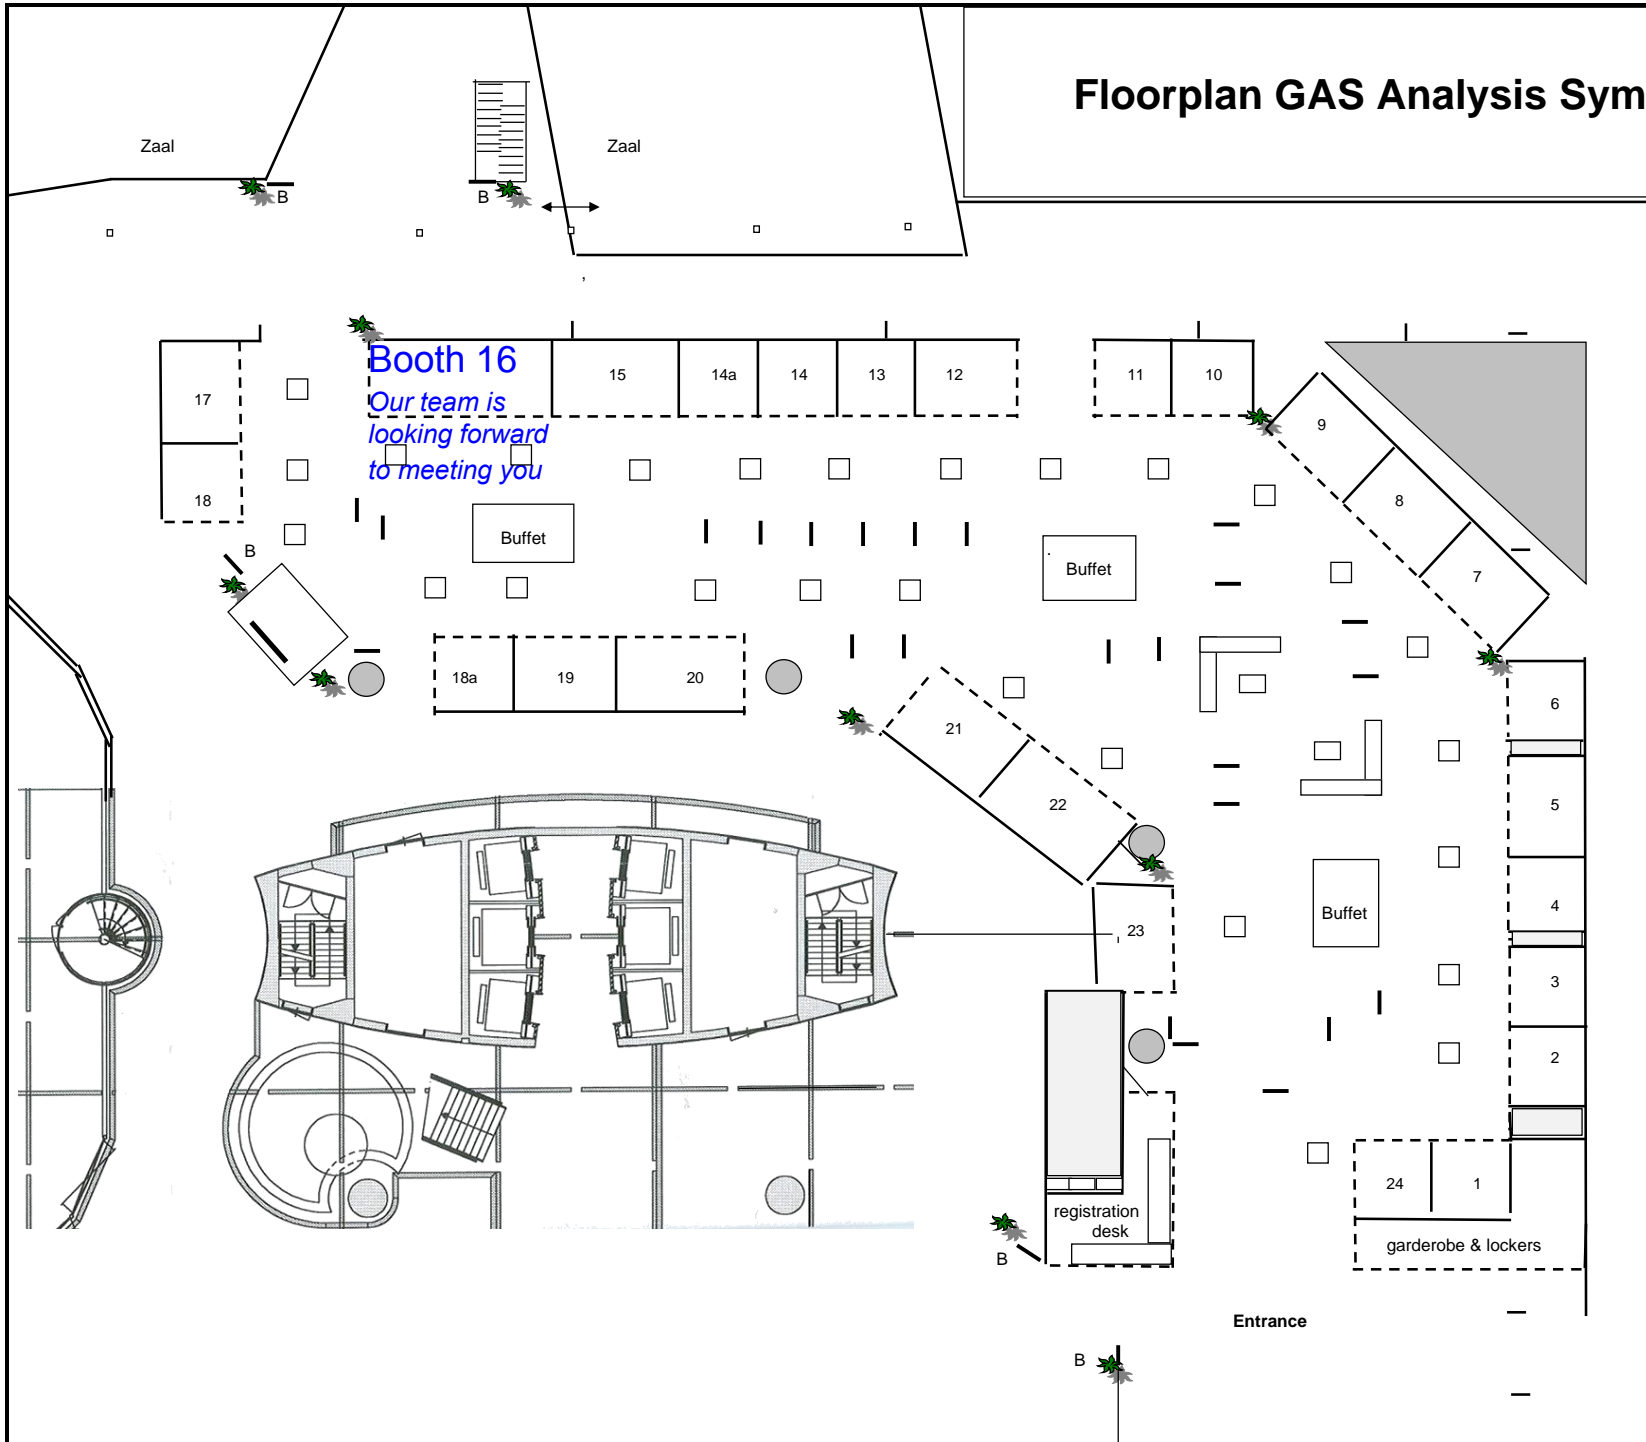 Floorplan GAS Analysis Sym
Zaal
Zaal
B
B
,
Booth 16
Our team is
looking forward
to meeting you
15
14a
14
13
12
11
10
17
9
8
18
Buffet
B
Buffet
7
18a
19
20
6
21
22
5
4
Buffet
23
3
2
24
1
registration
desk
garderobe & lockers
B
Entrance
B